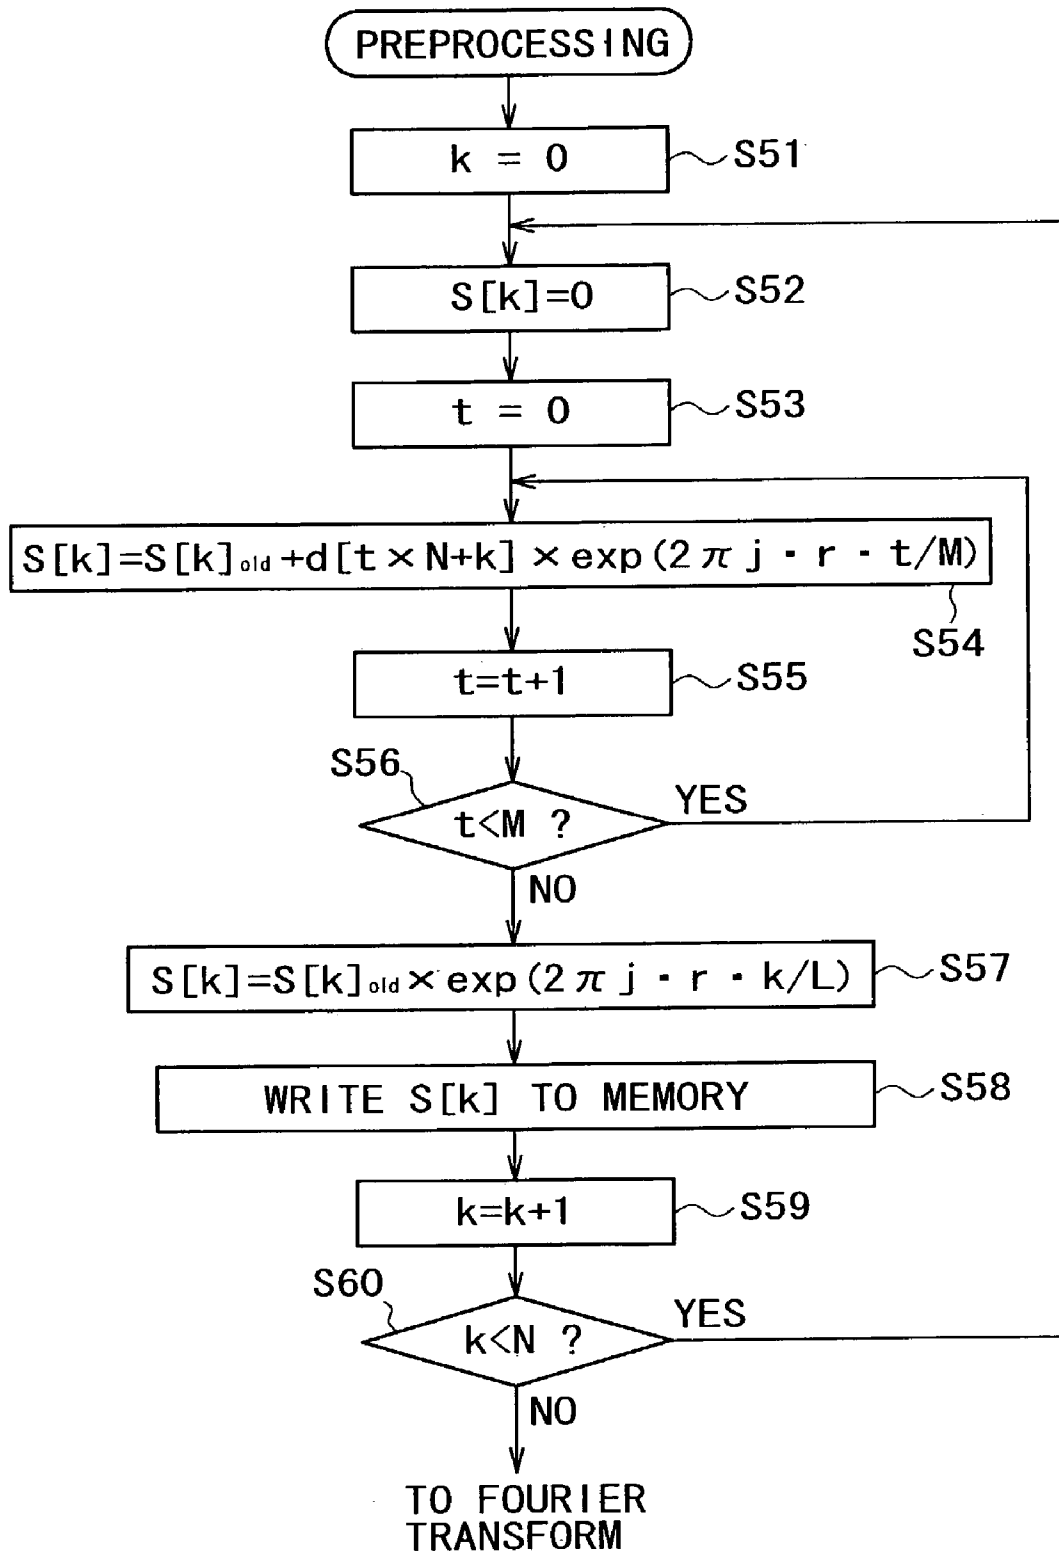 PREPROCESSING
k = 0
S51
S[k]=0
S52
t = 0
S53
S[k]=S[k]old+d[t×N+k]×exp(2πj・r・t/M)
S54
t=t+1
S55
S56
t<M ?
YES
NO
S[k]=S[k]old×exp(2πj・r・k/L)
S57
WRITE S[k] TO MEMORY
S58
k=k+1
S59
S60
k<N ?
YES
NO
TO FOURIER
TRANSFORM